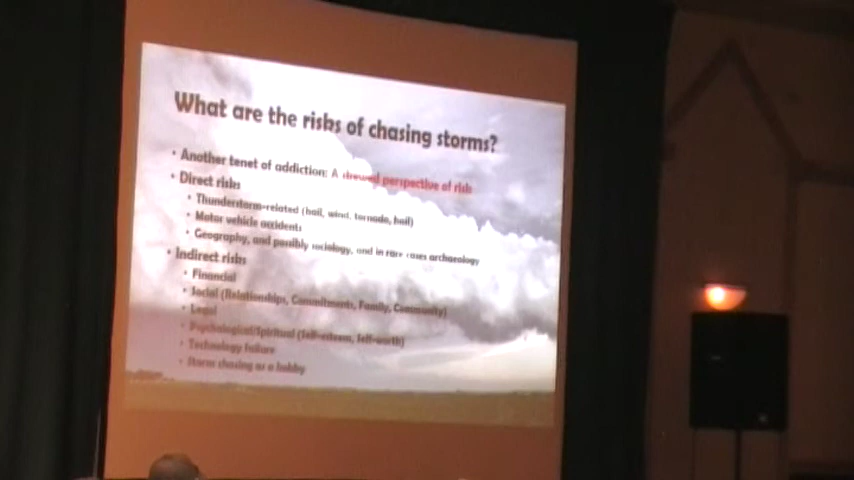 What are the risks of chasing storms?
• Another tenet of addiction: A skewed perspective of risk
• Direct risks
• Thunderstorm-related (hail, wind, tornado, hail)
• Motor vehicle accidents
• Geography, and possibly sociology, and in rare cases archaeology
• Indirect risks
• Financial
• Social (Relationships, Commitments, Family, Community)
• Legal
• Psychological/Spiritual (Self-esteem, Self-worth)
• Technology failure
• Storm chasing as a hobby